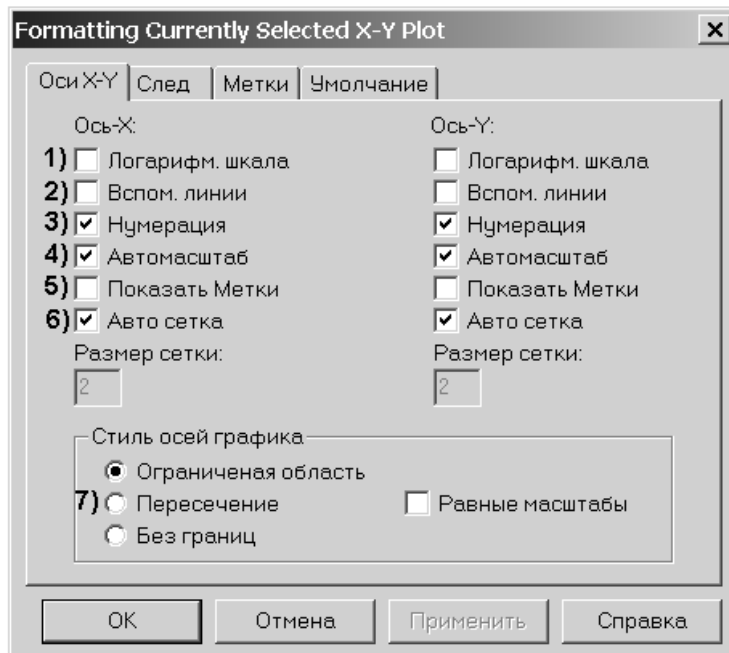 Formatting Currently Selected X-Y Plot
Оси X-Y След Метки Умолчание
Ось-X: Ось-Y:
1) Логарифм. шкала Логарифм. шкала
2) Вспом. линии Вспом. линии
3) Нумерация Нумерация
4) Автомасштаб Автомасштаб
5) Показать Метки Показать Метки
6) Авто сетка Авто сетка
Размер сетки: Размер сетки:
2 2
Стиль осей графика
Ограниченая область
7) Пересечение Равные масштабы
Без границ
OK Отмена Применить Справка